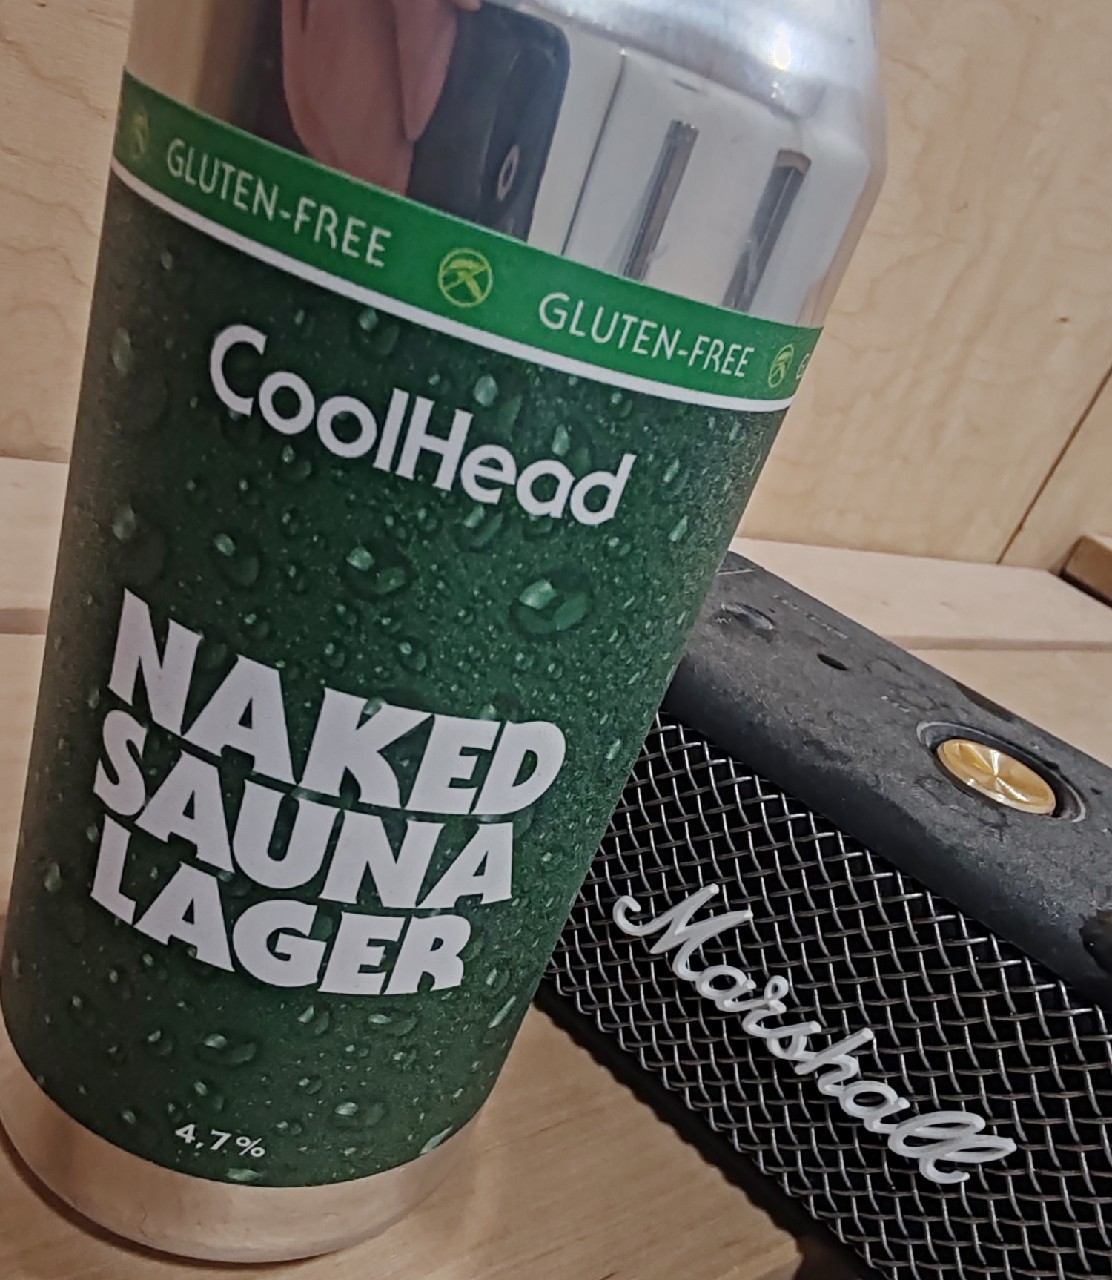 GLUTEN-FREE GLUTEN-FREE
CoolHead
NAKED
SAUNA
LAGER
4,7%
Marshall